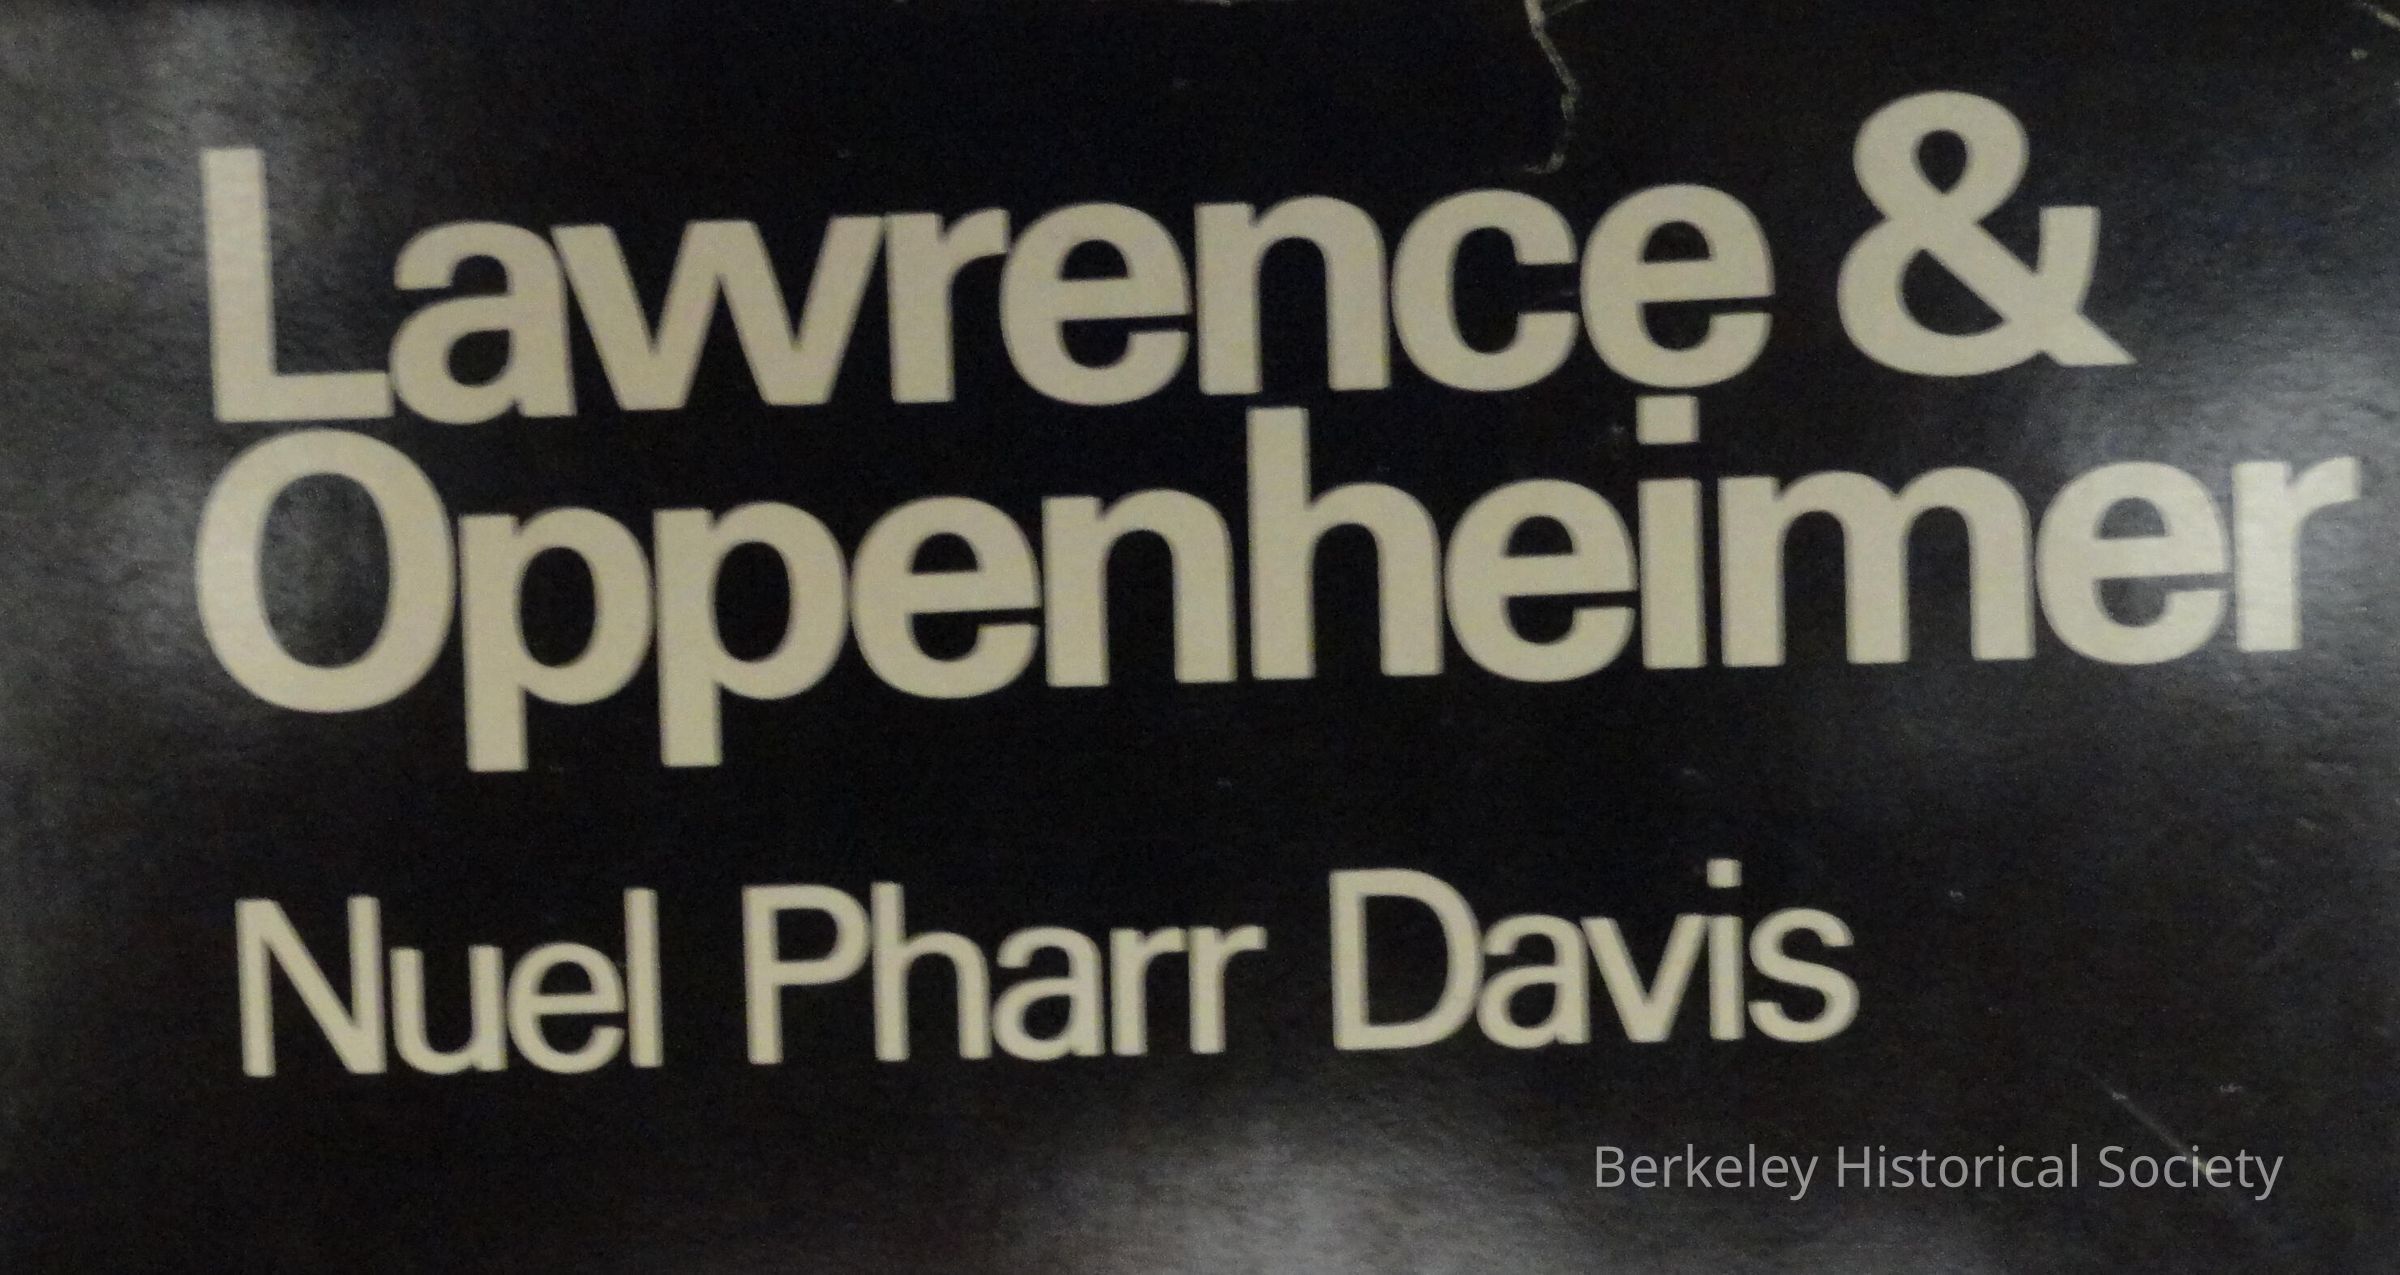 Lawrence &
Oppenheimer
Nuel Pharr Davis
Berkeley Historical Society